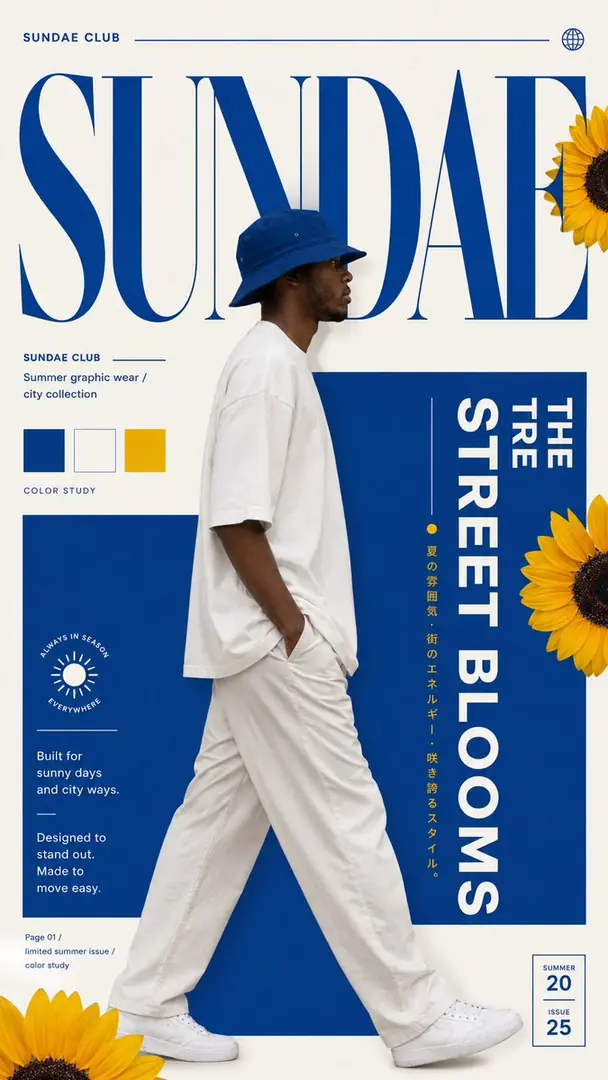 SUNDAE CLUB
SUNDAE
SUNDAE CLUB
Summer graphic wear /
city collection
COLOR STUDY
THE
TRE
STREET BLOOMS
夏の雰囲気・街のエネルギー・咲き誇るスタイル。
ALWAYS IN SEASON
EVERYWHERE
Built for
sunny days
and city ways.
Designed to
stand out.
Made to
move easy.
Page 01 /
limited summer issue /
color study
SUMMER
20
ISSUE
25